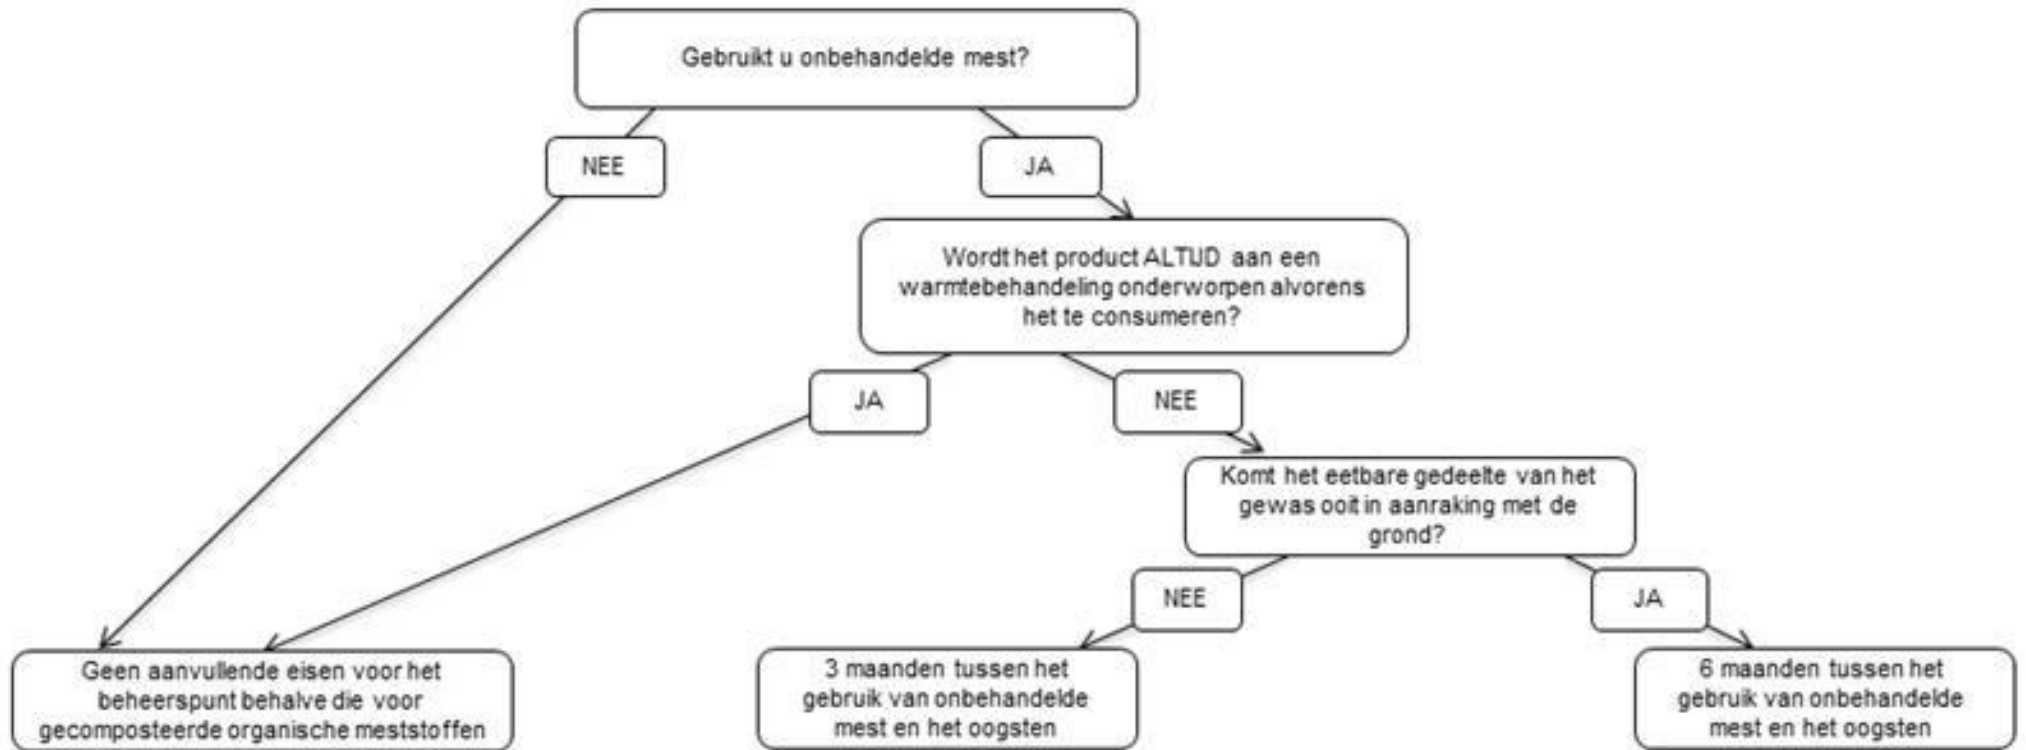 Gebruikt u onbehandelde mest?
NEE
JA
Wordt het product ALTIJD aan een
warmtebehandeling onderworpen alvorens
het te consumeren?
JA
NEE
Komt het eetbare gedeelte van het
gewas ooit in aanraking met de
grond?
NEE
JA
Geen aanvullende eisen voor het
beheerspunt behalve die voor
gecomposteerde organische meststoffen
3 maanden tussen het
gebruik van onbehandelde
mest en het oogsten
6 maanden tussen het
gebruik van onbehandelde
mest en het oogsten